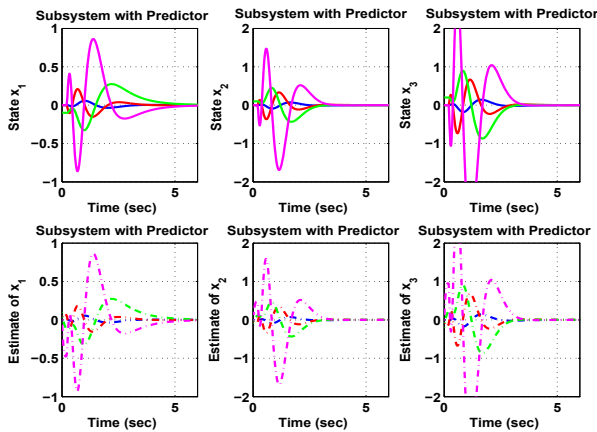 Subsystem with Predictor Subsystem with Predictor Subsystem with Predictor
State x1
1
0.5
0
−0.5
−1
0 5
Time (sec)
State x2
2
1
0
−1
−2
0 5
Time (sec)
State x3
2
1
0
−1
−2
0 5
Time (sec)
Subsystem with Predictor Subsystem with Predictor Subsystem with Predictor
Estimate of x1
1
0.5
0
−0.5
−1
0 5
Time (sec)
Estimate of x2
2
1
0
−1
−2
0 5
Time (sec)
Estimate of x3
2
1
0
−1
−2
0 5
Time (sec)